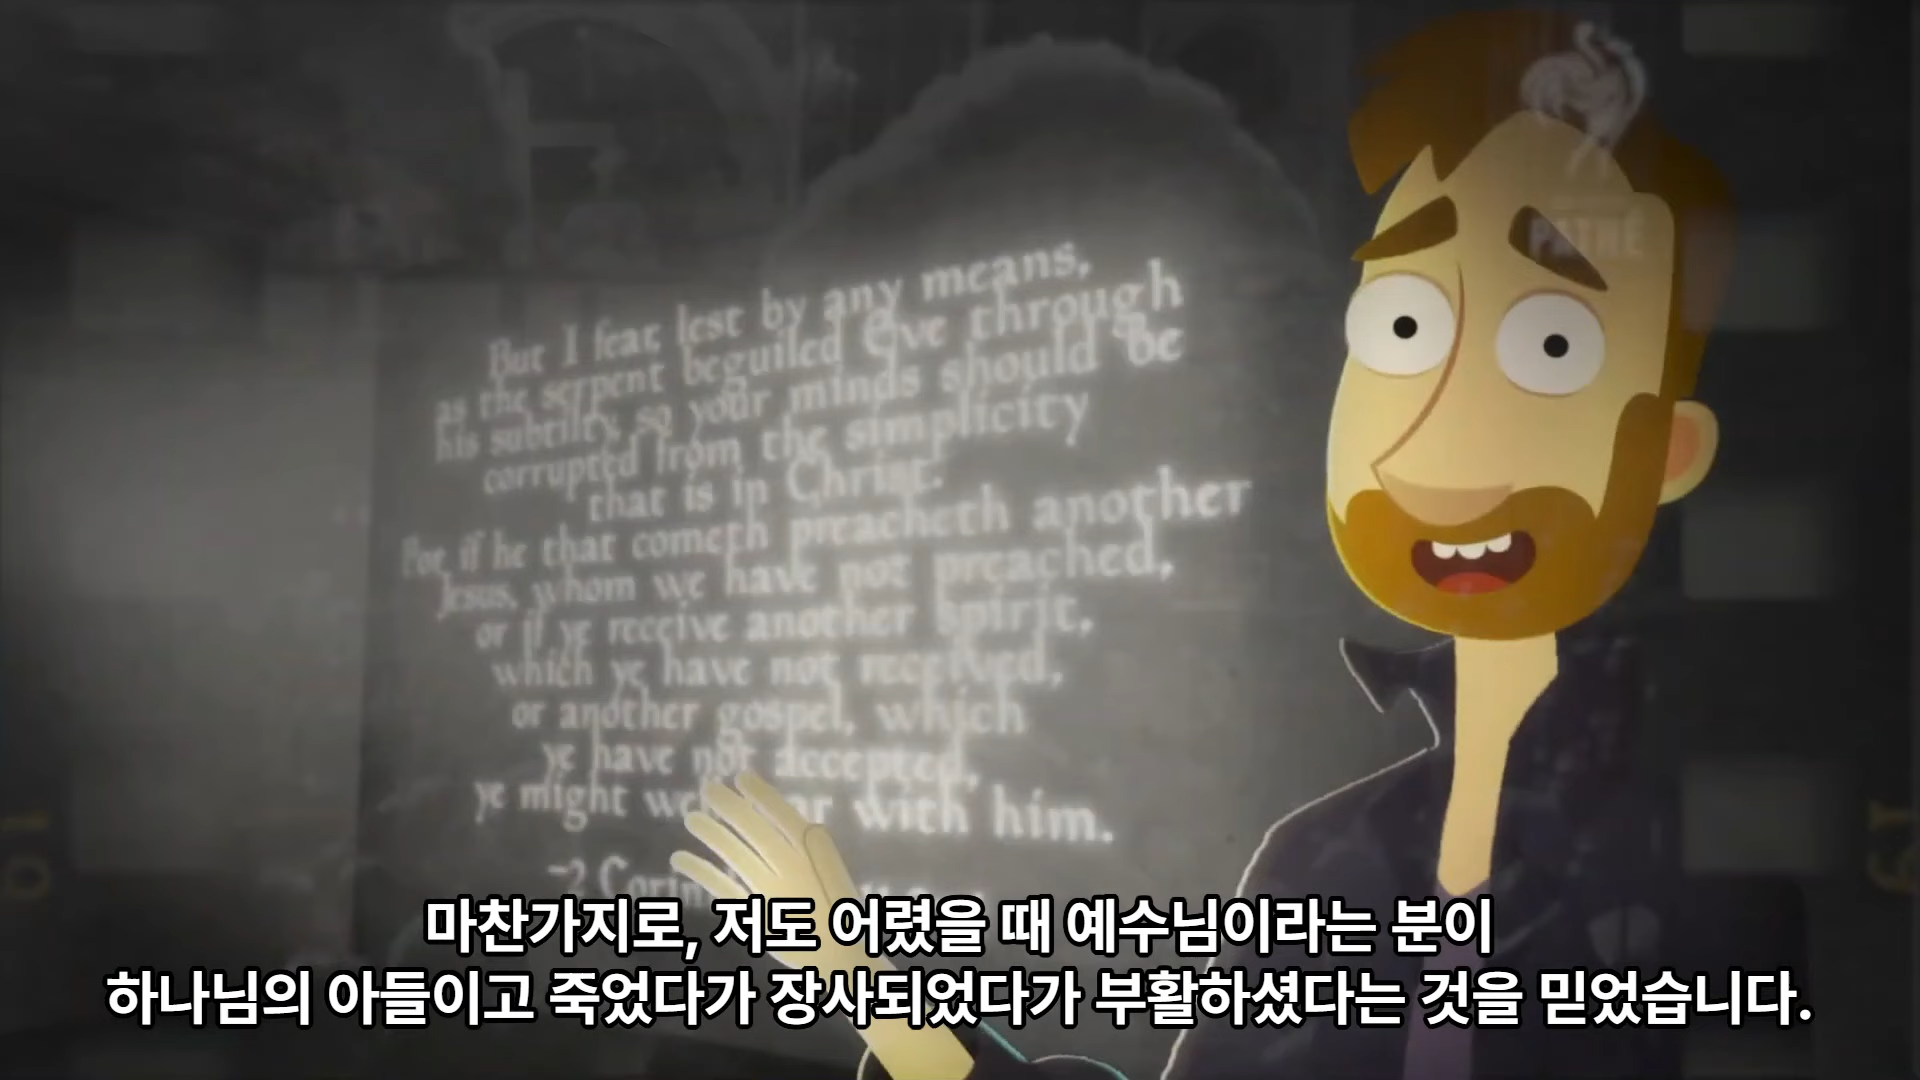 PATHÉ
But I fear, lest by any means,
as the serpent beguiled Eve through
his subtilty, so your minds should be
corrupted from the simplicity
that is in Christ.
For if he that cometh preacheth another
Jesus, whom we have not preached,
or if ye receive another spirit,
which ye have not received,
or another gospel, which
ye have not accepted,
ye might with him.
마찬가지로, 저도 어렸을 때 예수님이라는 분이
하나님의 아들이고 죽었다가 장사되었다가 부활하셨다는 것을 믿었습니다.